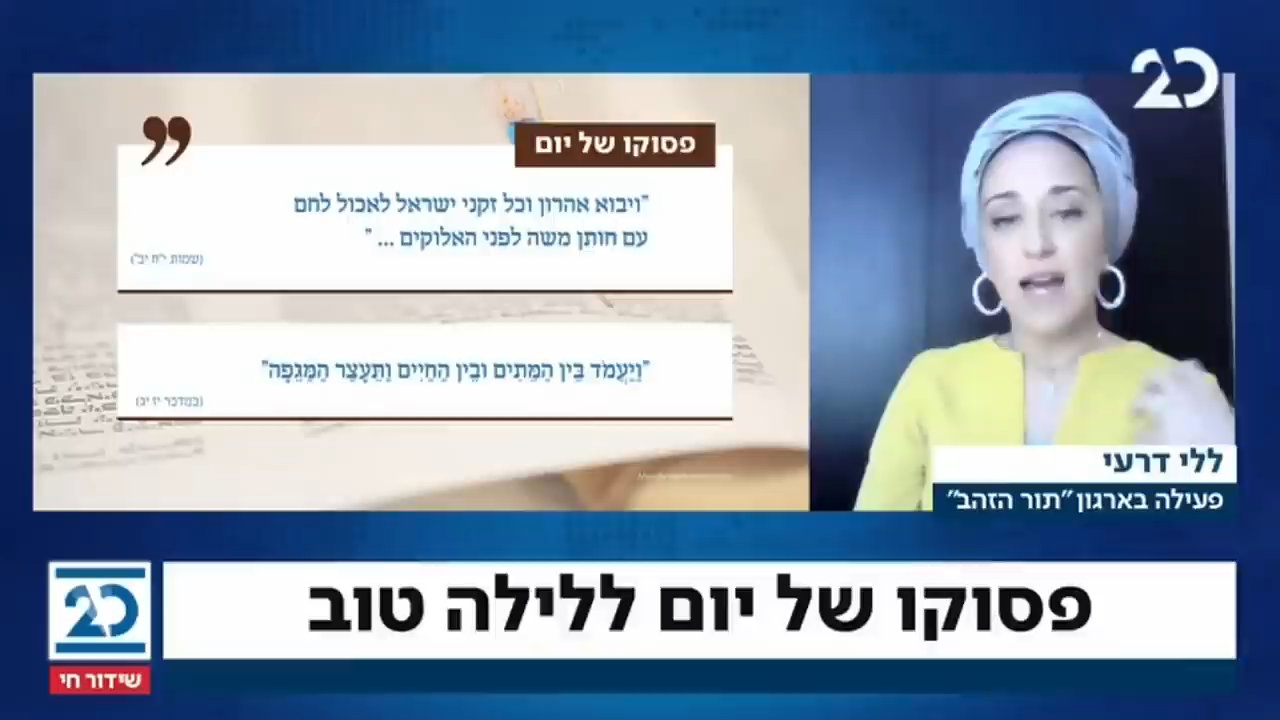 20
פסוקו של יום
"ויבוא אהרון וכל זקני ישראל לאכול לחם
עם חותן משה לפני האלוקים ... "
(שמות י"ח יב')
"וַיַּעֲמֹד בֵּין הַמֵּתִים וּבֵין הַחַיִּים וַתֵּעָצַר הַמַּגֵּפָה"
(במדבר יז יג)
ללי דרעי
פעילה בארגון "תור הזהב"
פסוקו של יום ללילה טוב
20
שידור חי